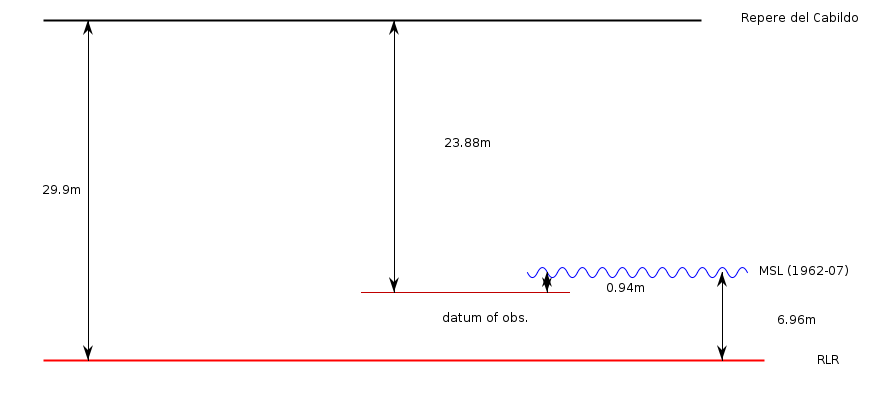 Repere del Cabildo
23.88m
29.9m
MSL (1962-07)
0.94m
datum of obs.
6.96m
RLR